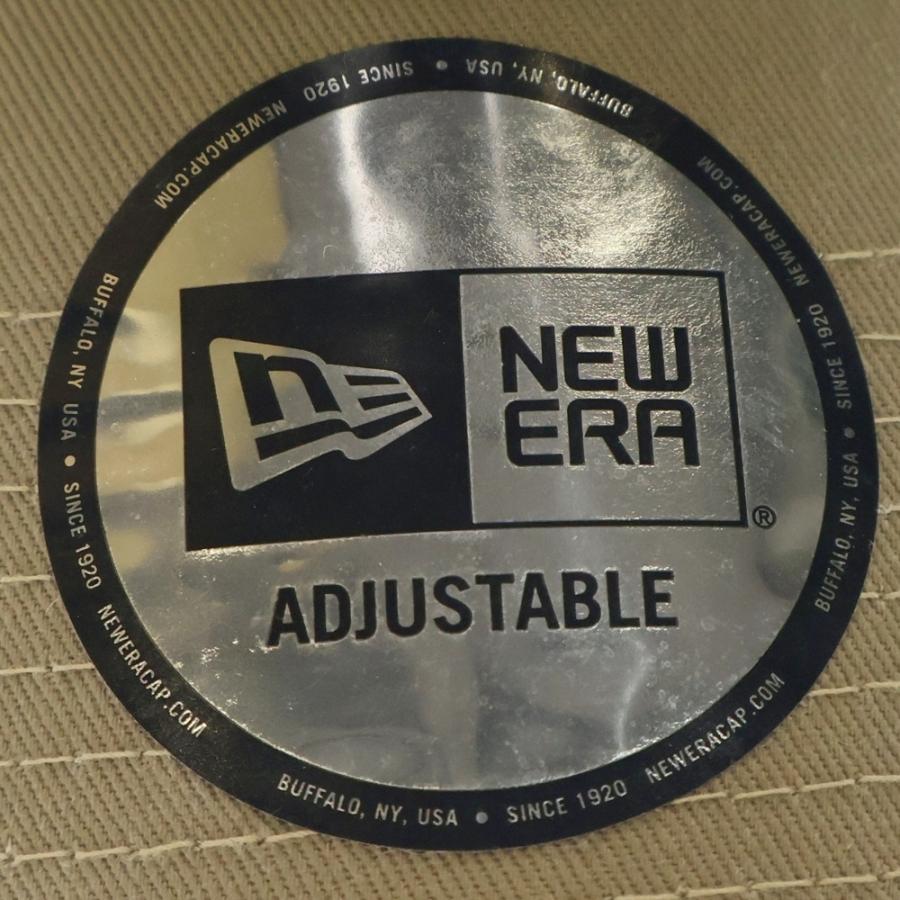 NEW
ERA
®
ADJUSTABLE
BUFFALO, NY, USA • SINCE 1920 NEWERACAP.COM
BUFFALO, NY, USA • SINCE 1920 NEWERACAP.COM
BUFFALO, NY, USA • SINCE 1920 NEWERACAP.COM
BUFFALO, NY USA • SINCE 1920 NEWERACAP.COM